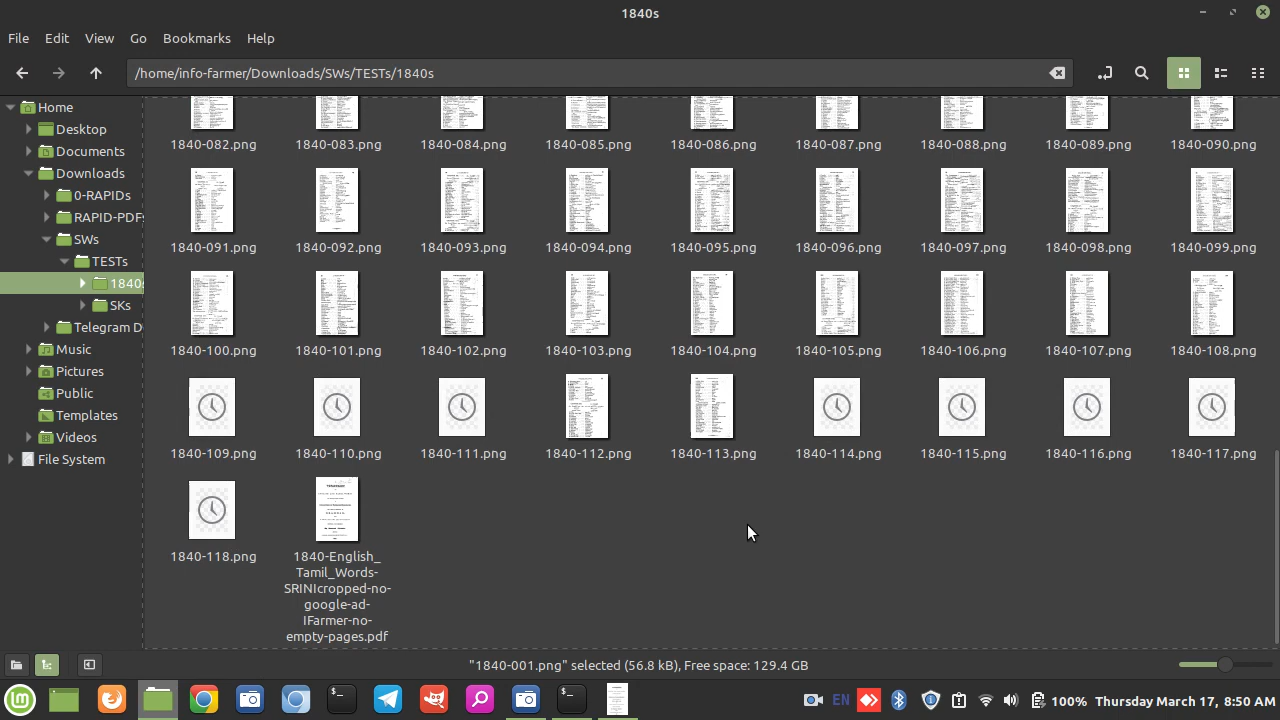 1840s
File Edit View Go Bookmarks Help
/home/info-farmer/Downloads/SWs/TESTs/1840s
Home
Desktop
Documents
Downloads
RAPID-PDF
SWs
TESTs
SKs
Telegram D
Music
Pictures
Public
Templates
Videos
File System
1840-082.png 1840-083.png 1840-084.png 1840-085.png 1840-086.png 1840-087.png 1840-088.png 1840-089.png 1840-090.png
1840-091.png 1840-092.png 1840-093.png 1840-094.png 1840-095.png 1840-096.png 1840-097.png 1840-098.png 1840-099.png
1840-100.png 1840-101.png 1840-102.png 1840-103.png 1840-104.png 1840-105.png 1840-106.png 1840-107.png 1840-108.png
1840-109.png 1840-110.png 1840-111.png 1840-112.png 1840-113.png 1840-114.png 1840-115.png 1840-116.png 1840-117.png
1840-118.png 1840-English_
Tamil_Words-
SRINIcropped-no-
google-ad-
IFarmer-no-
empty-pages.pdf
"1840-001.png" selected (56.8 kB), Free space: 129.4 GB
EN
Thursday March 17, 8:20 AM